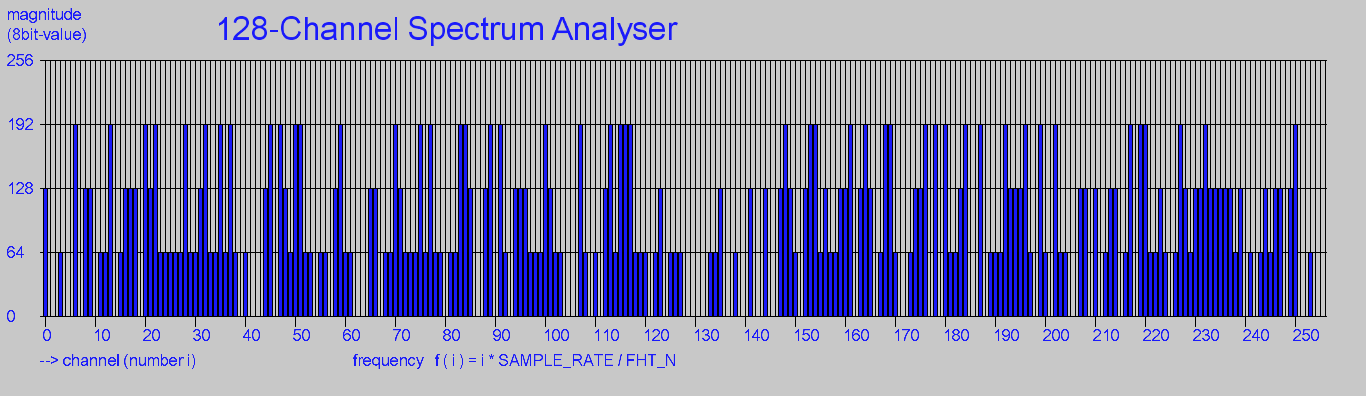 magnitude
(8bit-value)
128-Channel Spectrum Analyser
256
192
128
64
0
0 10 20 30 40 50 60 70 80 90 100 110 120 130 140 150 160 170 180 190 200 210 220 230 240 250
--> channel (number i)
frequency f ( i ) = i * SAMPLE_RATE / FHT_N